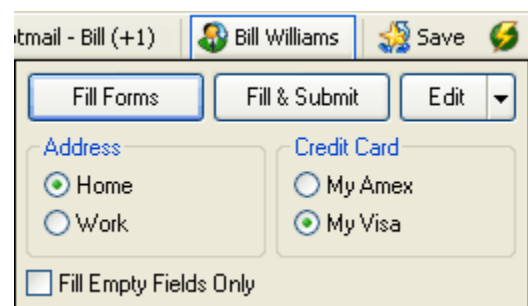 tmail - Bill (+1) Bill Williams Save
Fill Forms Fill & Submit Edit
Address Credit Card
Home My Amex
Work My Visa
Fill Empty Fields Only